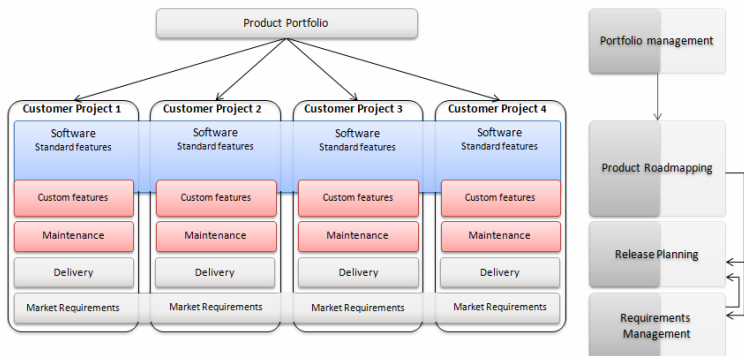 Product Portfolio
Portfolio management
Customer Project 1
Customer Project 2
Customer Project 3
Customer Project 4
Software
Standard features
Software
Standard features
Software
Standard features
Software
Standard features
Product Roadmapping
Custom features
Custom features
Custom features
Custom features
Maintenance
Maintenance
Maintenance
Maintenance
Release Planning
Delivery
Delivery
Delivery
Delivery
Market Requirements
Market Requirements
Market Requirements
Market Requirements
Requirements
Management